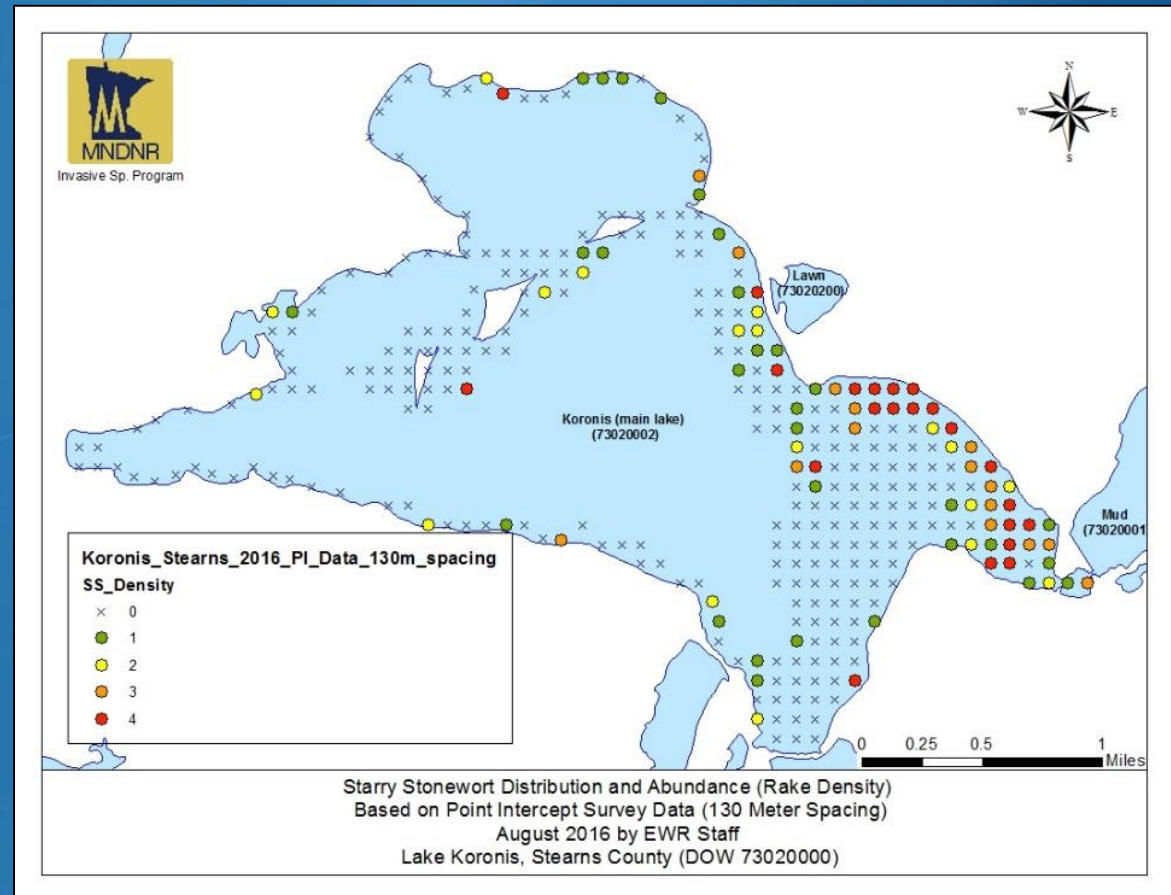 MNDNR
Invasive Sp. Program
N
W
E
S
Lawn
(73020200)
Koronis (main lake)
(73020002)
Mud
(73020001)
Koronis_Stearns_2016_PI_Data_130m_spacing
SS_Density
0
1
2
3
4
0 0.25 0.5 1
Miles
Starry Stonewort Distribution and Abundance (Rake Density)
Based on Point Intercept Survey Data (130 Meter Spacing)
August 2016 by EWR Staff
Lake Koronis, Stearns County (DOW 73020000)